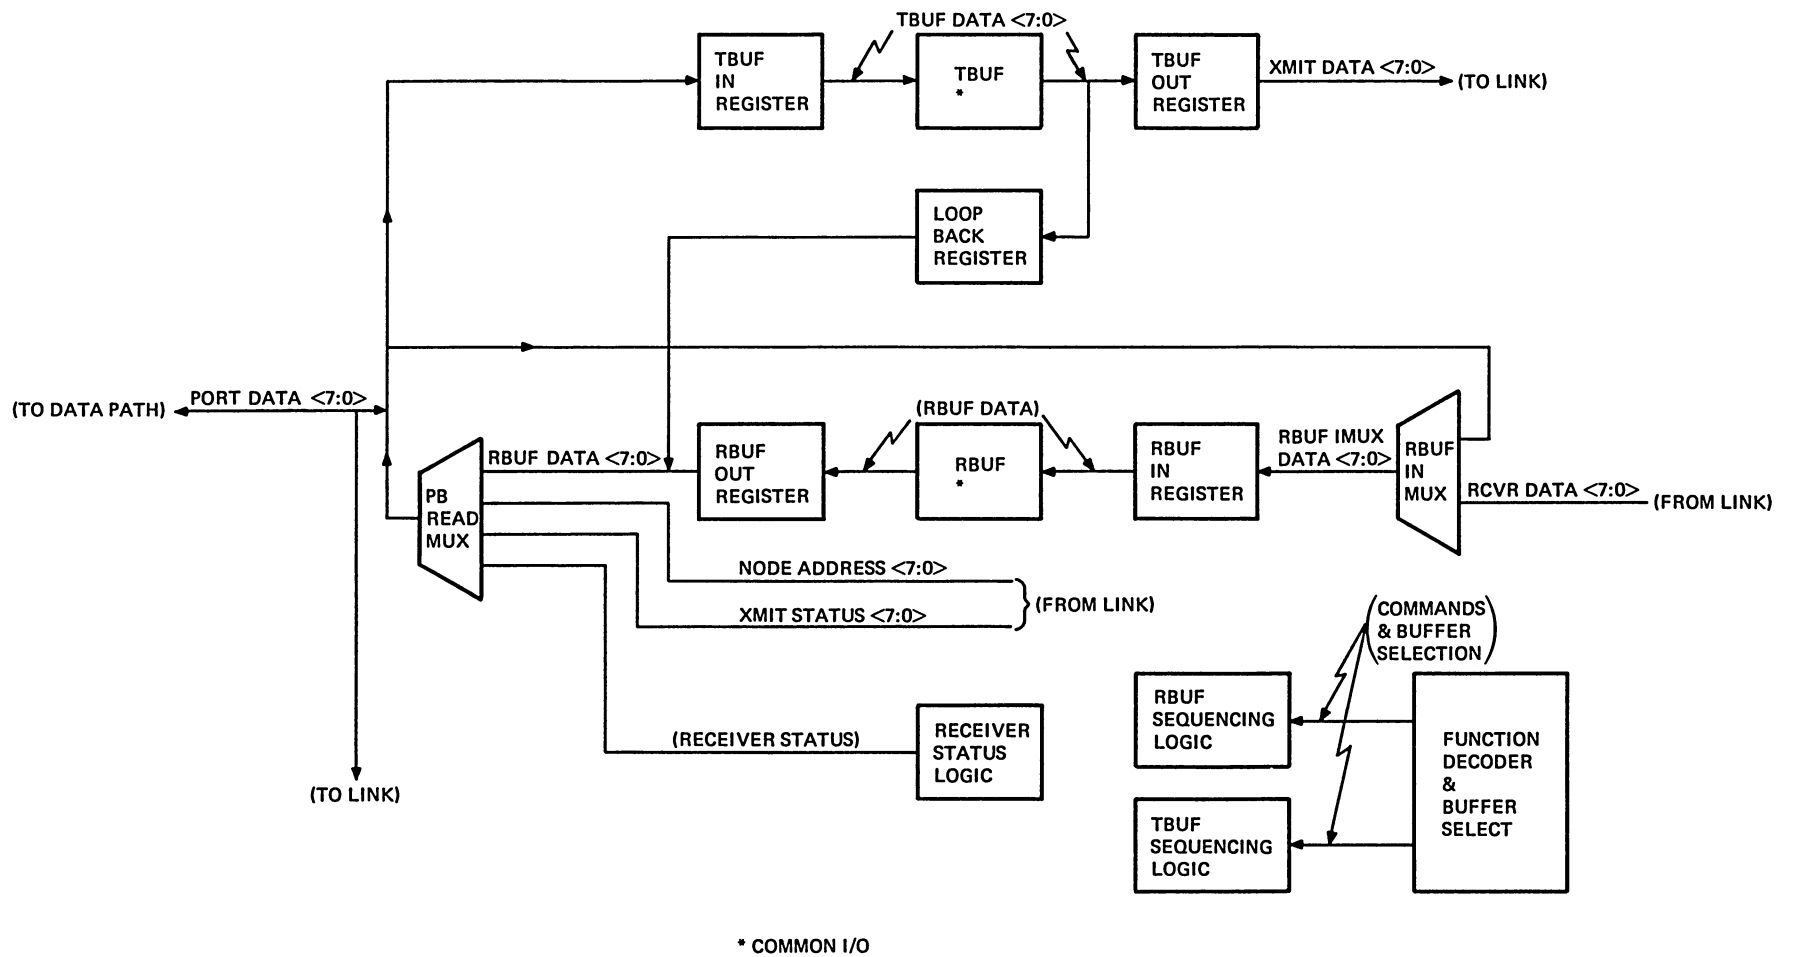 TBUF DATA <7:0>
TBUF
IN
REGISTER
TBUF
*
TBUF
OUT
REGISTER
XMIT DATA <7:0>
(TO LINK)
LOOP
BACK
REGISTER
(TO DATA PATH)
PORT DATA <7:0>
(RBUF DATA)
RBUF DATA <7:0>
RBUF
OUT
REGISTER
RBUF
*
RBUF
IN
REGISTER
RBUF IMUX
DATA <7:0>
RBUF
IN
MUX
RCVR DATA <7:0>
(FROM LINK)
PB
READ
MUX
NODE ADDRESS <7:0>
XMIT STATUS <7:0>
(FROM LINK)
(COMMANDS
& BUFFER
SELECTION)
(RECEIVER STATUS)
RECEIVER
STATUS
LOGIC
RBUF
SEQUENCING
LOGIC
TBUF
SEQUENCING
LOGIC
FUNCTION
DECODER
&
BUFFER
SELECT
(TO LINK)
* COMMON I/O